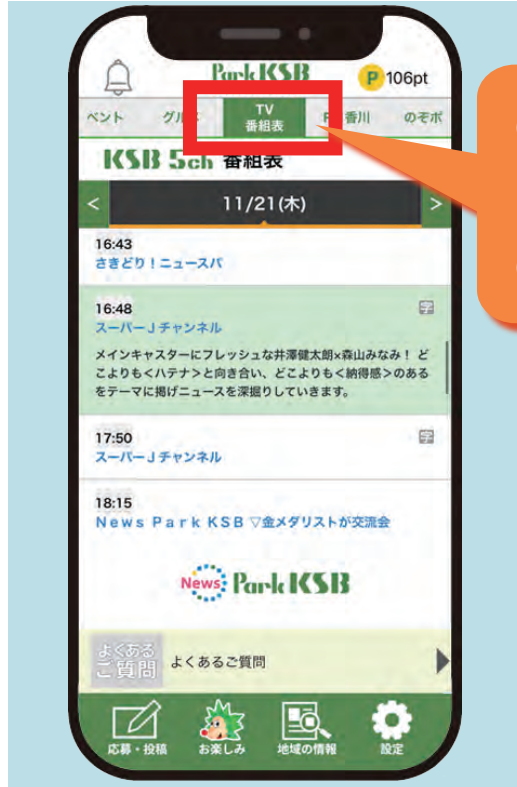 Park KSB
P 106pt
ベント
グル
TV
番組表
香川
のぞボ
KSB 5ch 番組表
< 11/21(木) >
16:43
さきどり！ニュースパ
16:48
字
スーパーJチャンネル
メインキャスターにフレッシュな井澤健太朗×森山みなみ！ ど
こよりも<ハテナ>と向き合い、どこよりも<納得感>のある
をテーマに掲げニュースを深掘りしていきます。
17:50
字
スーパーJチャンネル
18:15
News Park KSB ▽金メダリストが交流会
News Park KSB
よくある
ご質問
よくあるご質問
応募・投稿
お楽しみ
地域の情報
設定